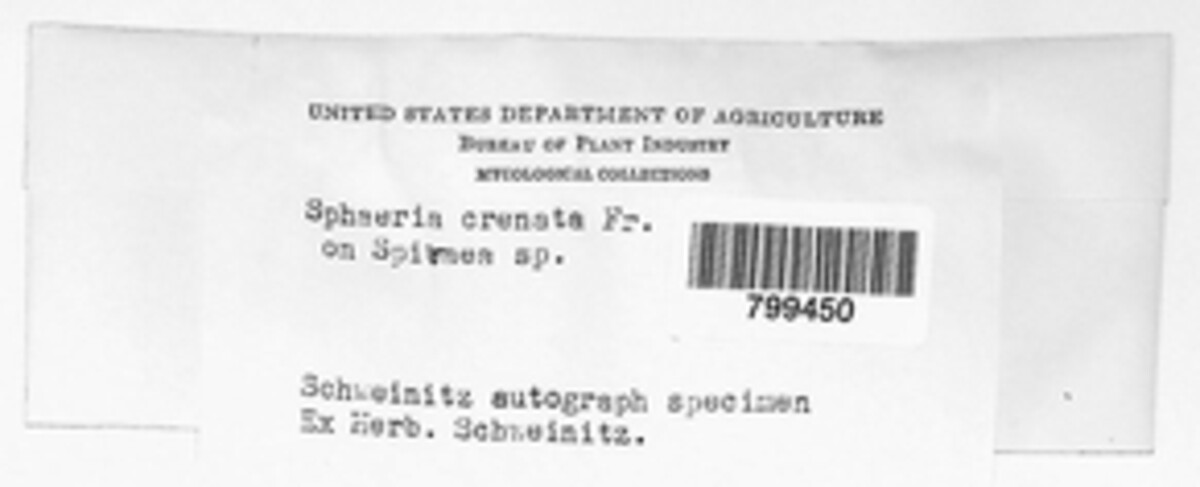 UNITED STATES DEPARTMENT OF AGRICULTURE
BUREAU OF PLANT INDUSTRY
MYCOLOGICAL COLLECTIONS
Sphaeria crenata Fr.
on Spiraea sp.
799450
Schweinitz autograph specimen
Ex Herb. Schweinitz.